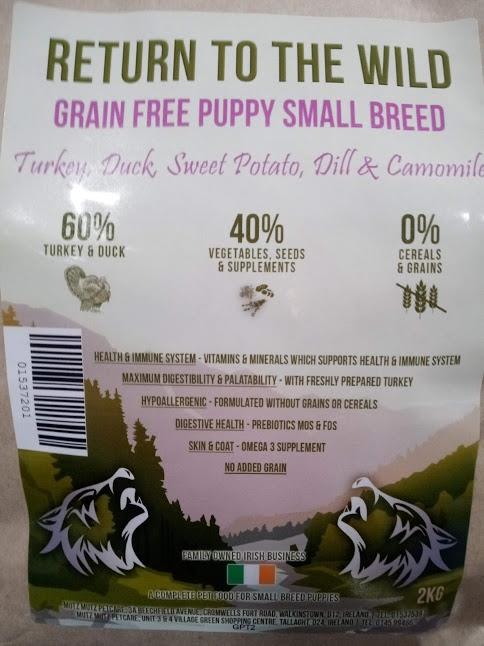 RETURN TO THE WILD
GRAIN FREE PUPPY SMALL BREED
Turkey, Duck, Sweet Potato, Dill & Camomile
60%
TURKEY & DUCK
40%
VEGETABLES, SEEDS
& SUPPLEMENTS
0%
CEREALS
& GRAINS
01537201
HEALTH & IMMUNE SYSTEM - VITAMINS & MINERALS WHICH SUPPORTS HEALTH & IMMUNE SYSTEM
MAXIMUM DIGESTIBILITY & PALATABILITY - WITH FRESHLY PREPARED TURKEY
HYPOALLERGENIC - FORMULATED WITHOUT GRAINS OR CEREALS
DIGESTIVE HEALTH - PREBIOTICS MOS & FOS
SKIN & COAT - OMEGA 3 SUPPLEMENT
NO ADDED GRAIN
FAMILY OWNED IRISH BUSINESS
A COMPLETE PET FOOD FOR SMALL BREED PUPPIES
2KG
MUTZ MUTZ PETCARE: 3A BEECHFIELD AVENUE, CROMWELLS FORT ROAD, WALKINSTOWN, D12, IRELAND | TEL:
MUTZ MUTZ PETCARE, UNIT 3 & 4 VILLAGE GREEN SHOPPING CENTRE, TALLAGHT, D24, IRELAND | TEL:
GPT2